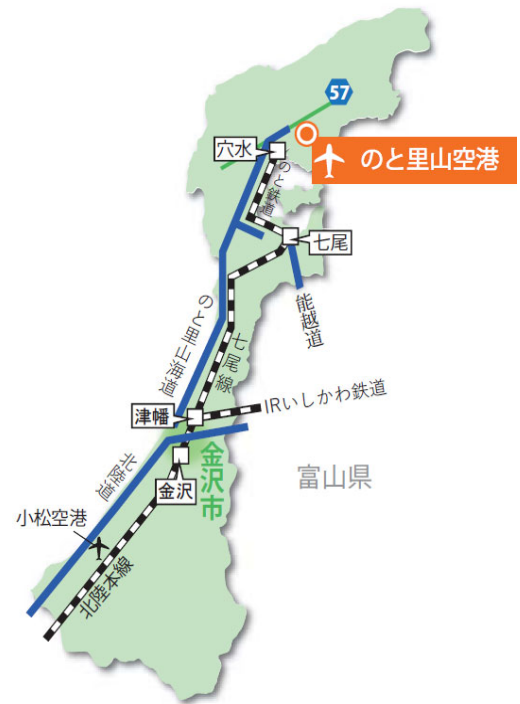 57
穴水
のと里山空港
のと鉄道
七尾
能越道
のと里山海道
七尾線
津幡
IRいしかわ鉄道
北陸道
金沢
金沢市
富山県
小松空港
北陸本線